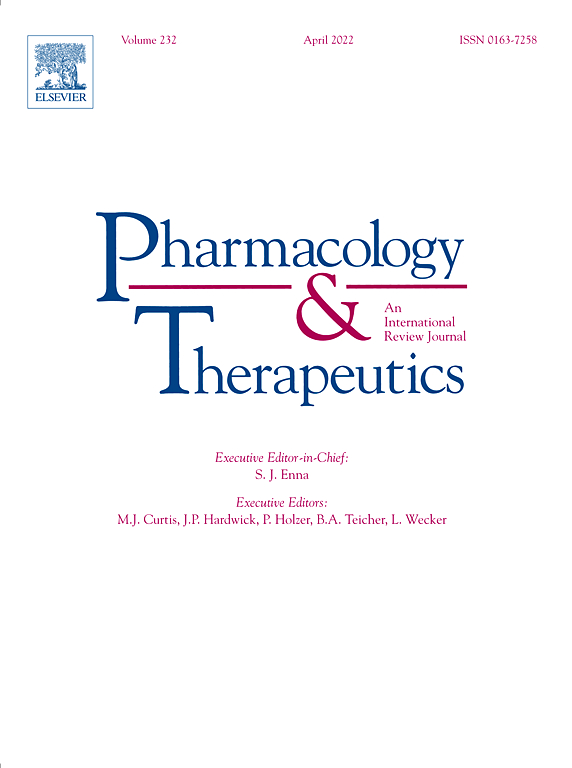 Volume 232 April 2022 ISSN 0163-7258
ELSEVIER
Pharmacology
&
An
International
Review Journal
Therapeutics
Executive Editor-in-Chief:
S. J. Enna
Executive Editors:
M.J. Curtis, J.P. Hardwick, P. Holzer, B.A. Teicher, L. Wecker